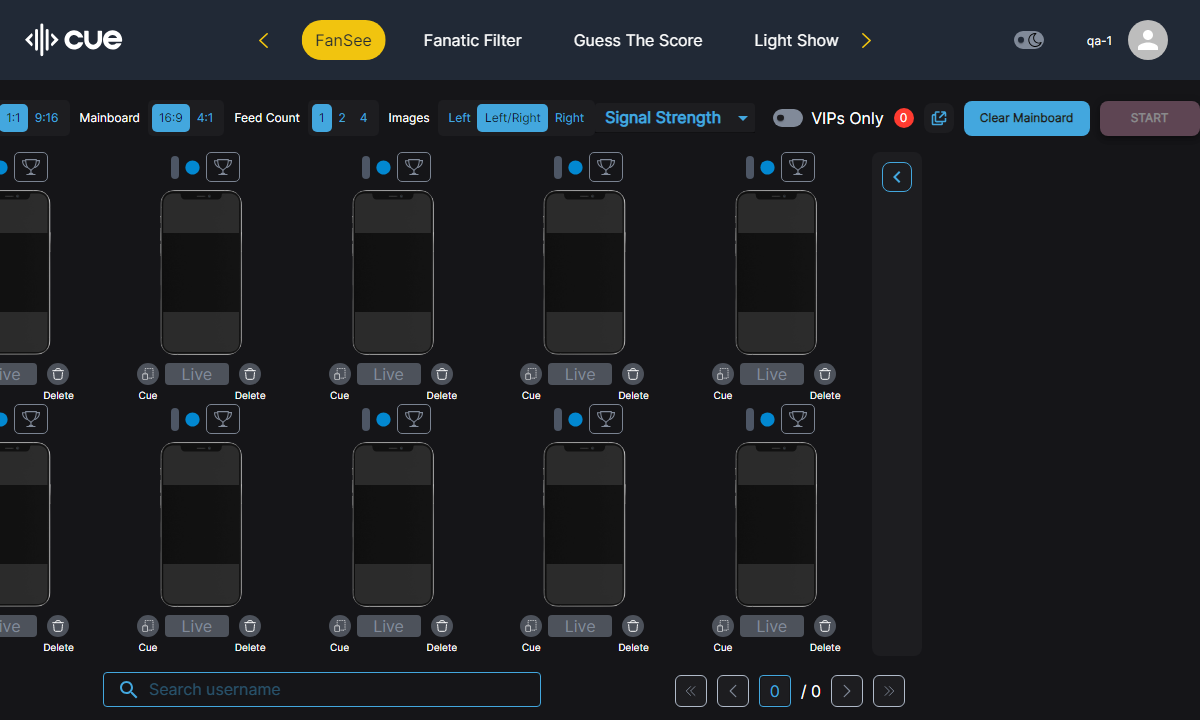 cue FanSee Fanatic Filter Guess The Score Light Show qa-1
1:1 9:16 Mainboard 16:9 4:1 Feed Count 1 2 4 Images Left Left/Right Right Signal Strength VIPs Only 0 Clear Mainboard START
Live Live Live Live
Delete Cue Delete Cue Delete Cue Delete Cue Delete
Live Live Live Live
Delete Cue Delete Cue Delete Cue Delete Cue Delete
Search username 0 / 0